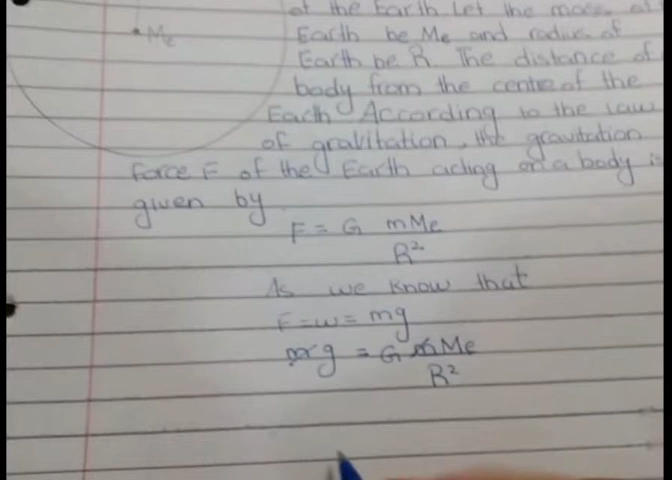 of the Earth Let the mass of
Me Earth be Me and radius of
Earth be R The distance of
body from the centre of the
Earth According to the law
of gravitation, the gravitation
Force F of the Earth acting on a body is
given by
F = G mMe
R²
As we know that
F = w = mg
mg = G mMe
R²